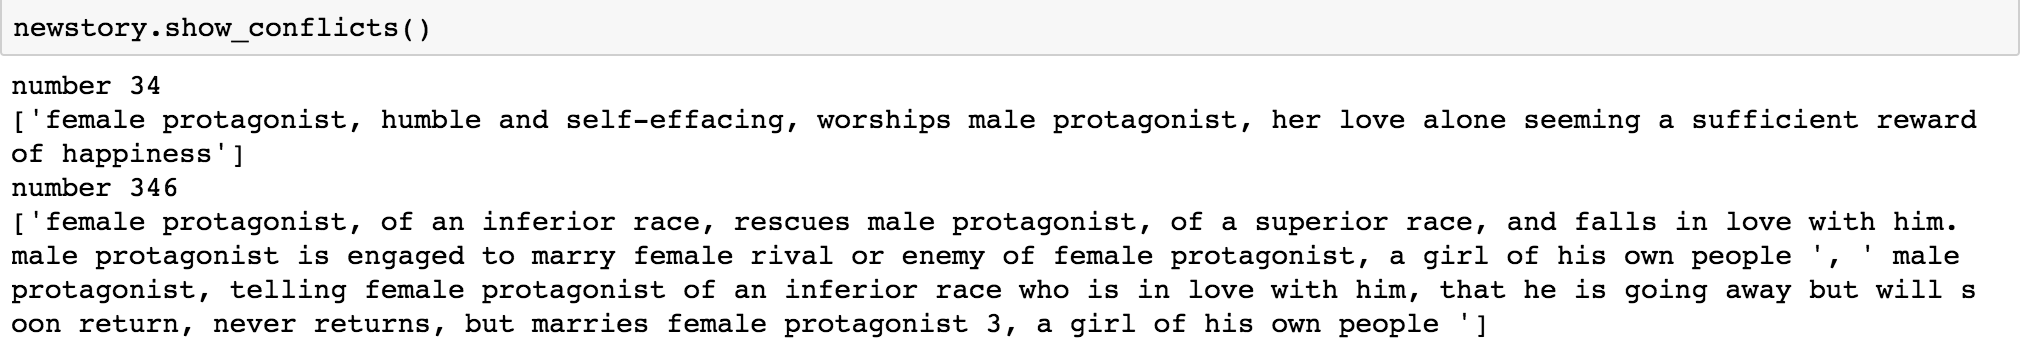 newstory.show_conflicts()
number 34
['female protagonist, humble and self-effacing, worships male protagonist, her love alone seeming a sufficient reward
of happiness']
number 346
['female protagonist, of an inferior race, rescues male protagonist, of a superior race, and falls in love with him.
male protagonist is engaged to marry female rival or enemy of female protagonist, a girl of his own people ', ' male
protagonist, telling female protagonist of an inferior race who is in love with him, that he is going away but will s
oon return, never returns, but marries female protagonist 3, a girl of his own people ']